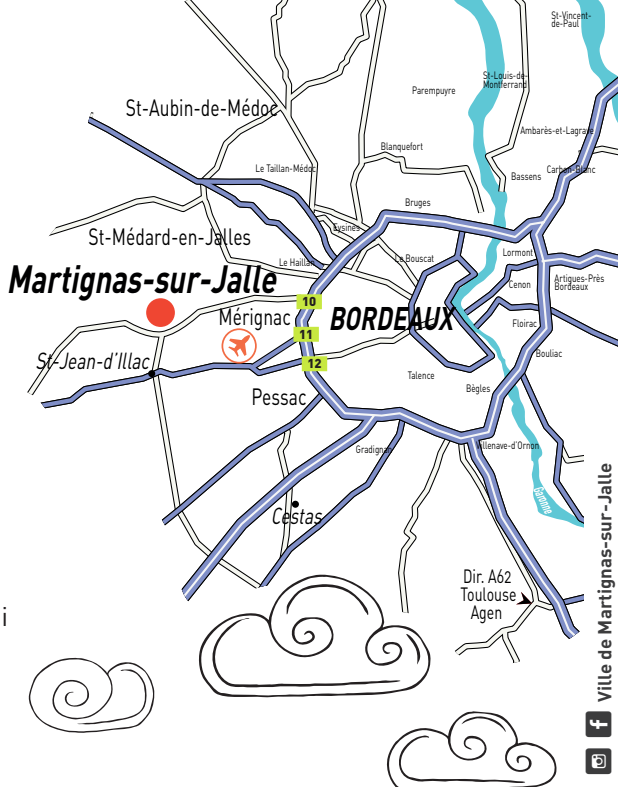 St-Vincent-
de-Paul
St-Louis-de-
Montferrand
Parempuyre
St-Aubin-de-Médoc
Ambarès-et-Lagrave
Blanquefort
Le Taillan-Médoc
Carbon-Blanc
Bassens
Bruges
Eysines
St-Médard-en-Jalles
Lormont
Le Bouscat
Le Haillan
Martignas-sur-Jalle
Cenon
Artigues-Près
Bordeaux
10
Mérignac
BORDEAUX
Floirac
11
St-Jean-d'Illac
12
Bouliac
Talence
Bègles
Pessac
Gradignan
Villenave-d'Ornon
Garonne
Cestas
Dir. A62
Toulouse
Agen
i
Ville de Martignas-sur-Jalle